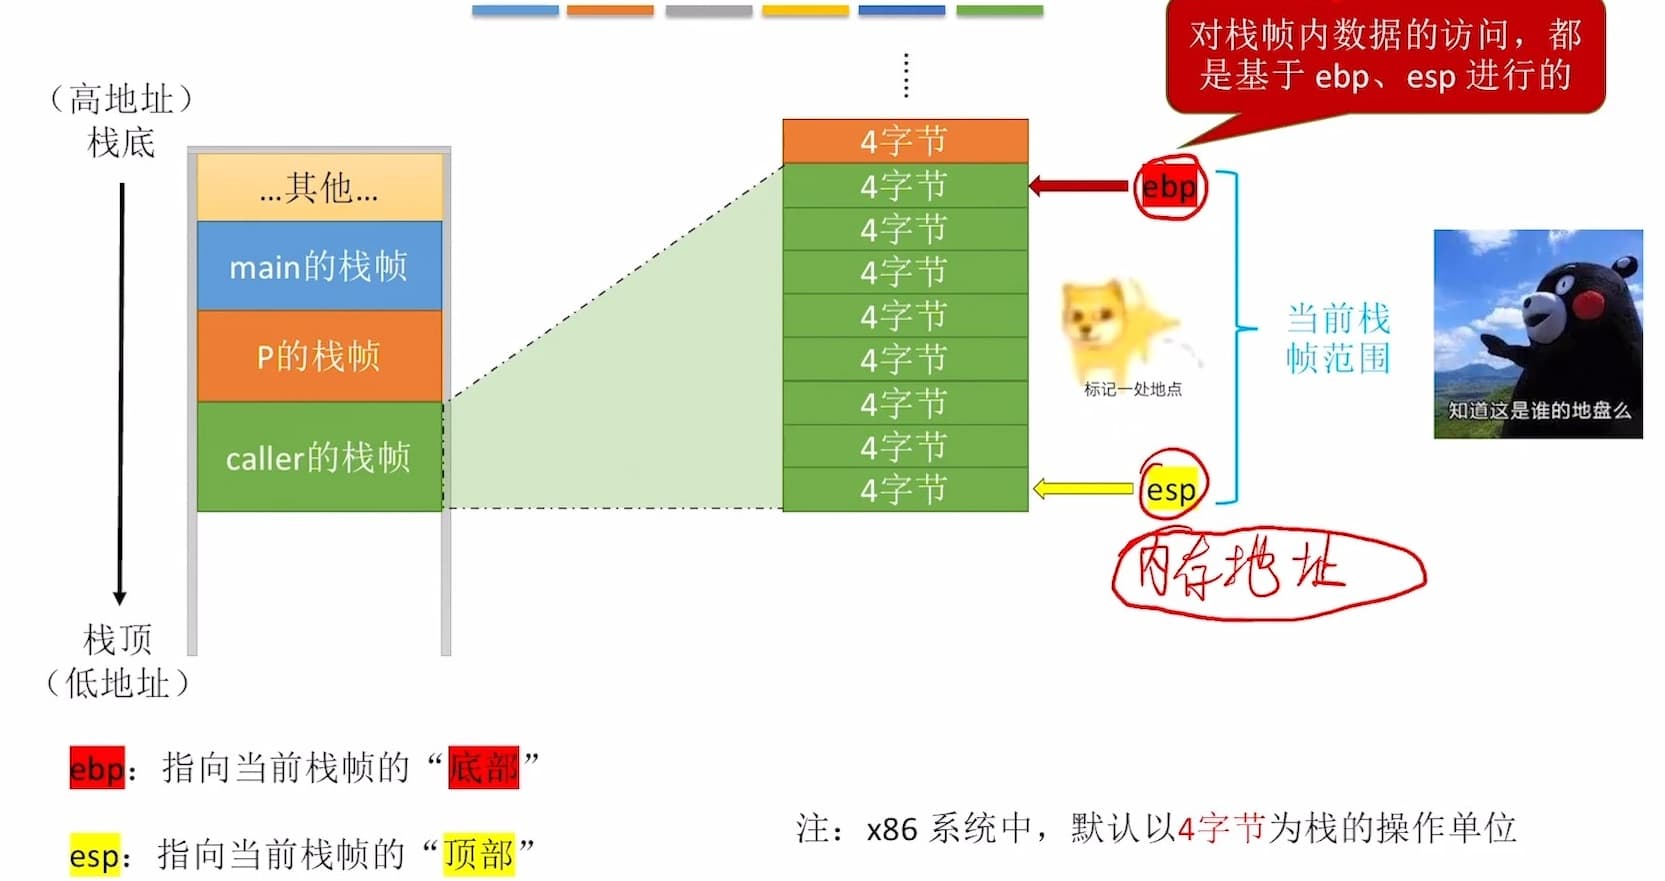 对栈帧内数据的访问，都
是基于 ebp、esp 进行的
（高地址）
栈底
...其他...
main的栈帧
P的栈帧
caller的栈帧
栈顶
（低地址）
4字节
4字节
4字节
4字节
4字节
4字节
4字节
4字节
4字节
ebp
esp
标记一处地点
当前栈
帧范围
知道这是谁的地盘么
内存地址
ebp：指向当前栈帧的“底部”
esp：指向当前栈帧的“顶部”
注：x86 系统中，默认以4字节为栈的操作单位